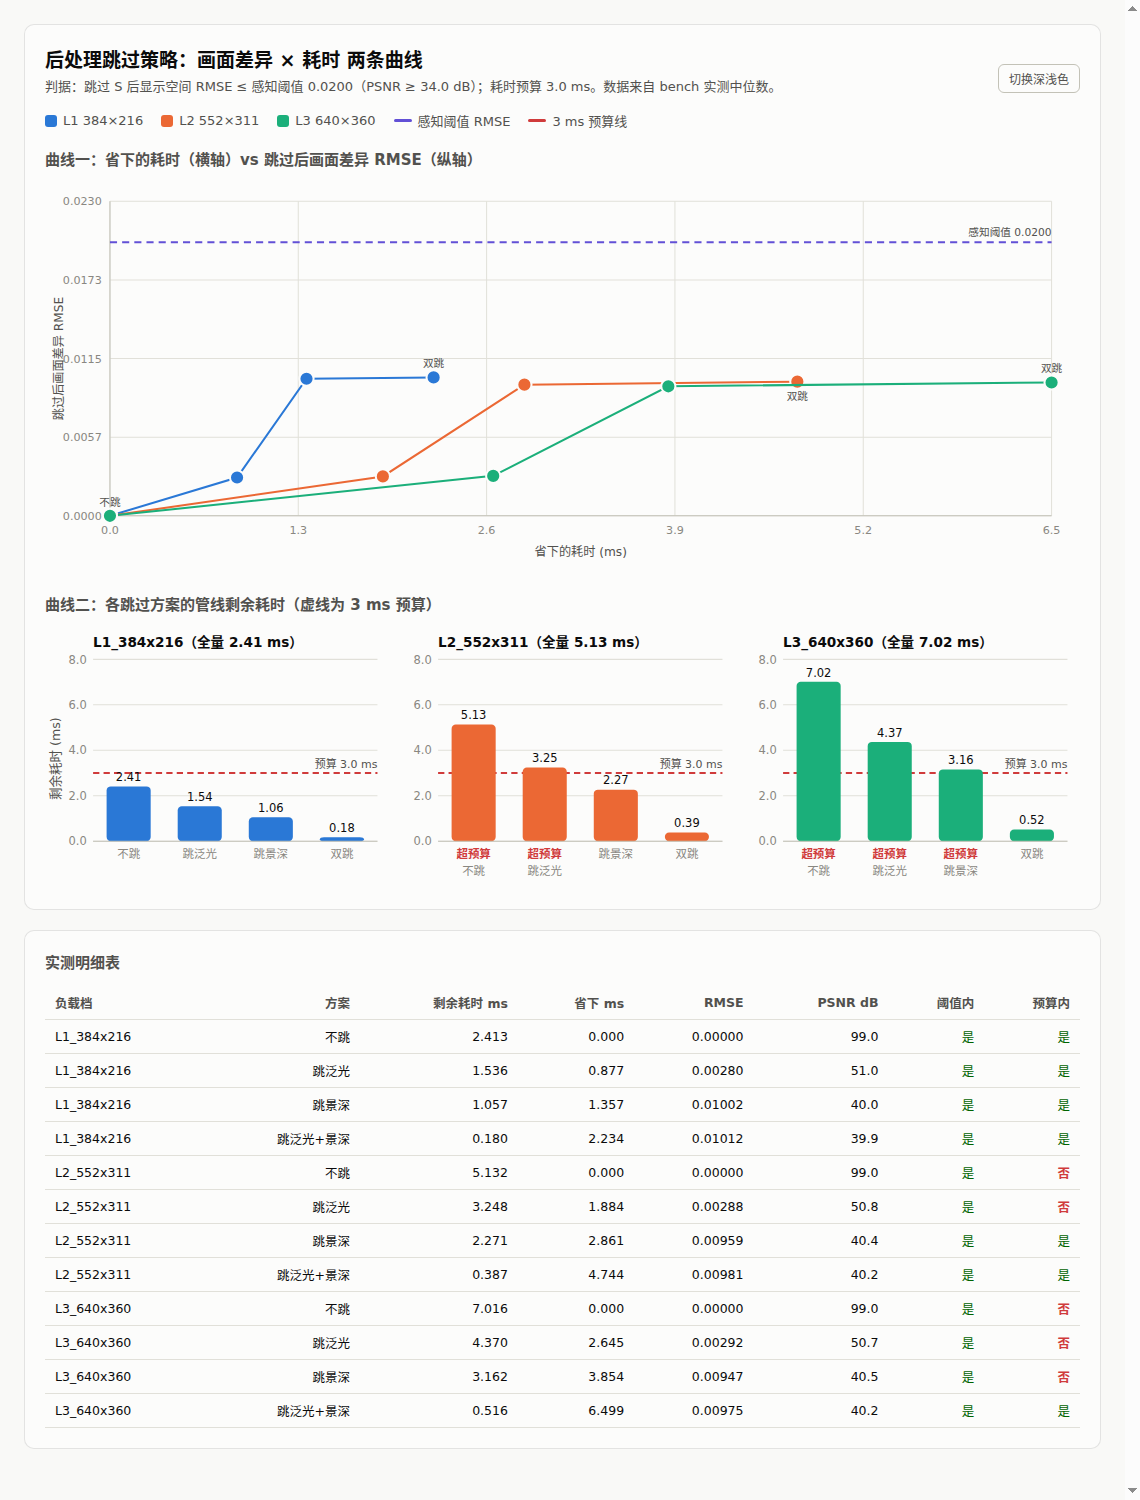 后处理跳过策略：画面差异 × 耗时 两条曲线
判据：跳过 S 后显示空间 RMSE ≤ 感知阈值 0.0200（PSNR ≥ 34.0 dB）；耗时预算 3.0 ms。数据来自 bench 实测中位数。
切换深浅色
L1 384×216 L2 552×311 L3 640×360 感知阈值 RMSE 3 ms 预算线
曲线一：省下的耗时（横轴）vs 跳过后画面差异 RMSE（纵轴）
0.0230
感知阈值 0.0200
0.0173
跳过后画面差异 RMSE
0.0115
双跳 双跳 双跳
0.0057
不跳
0.0000
0.0 1.3 2.6 3.9 5.2 6.5
省下的耗时 (ms)
曲线二：各跳过方案的管线剩余耗时（虚线为 3 ms 预算）
剩余耗时 (ms)
L1_384x216（全量 2.41 ms）
8.0
6.0
4.0
2.0
0.0
预算 3.0 ms
2.41 1.54 1.06 0.18
不跳 跳泛光 跳景深 双跳
L2_552x311（全量 5.13 ms）
8.0
6.0
4.0
2.0
0.0
预算 3.0 ms
5.13 3.25 2.27 0.39
超预算 超预算 跳景深 双跳
不跳 跳泛光
L3_640x360（全量 7.02 ms）
8.0
6.0
4.0
2.0
0.0
预算 3.0 ms
7.02 4.37 3.16 0.52
超预算 超预算 超预算 双跳
不跳 跳泛光 跳景深
实测明细表
负载档 方案 剩余耗时 ms 省下 ms RMSE PSNR dB 阈值内 预算内
L1_384x216 不跳 2.413 0.000 0.00000 99.0 是 是
L1_384x216 跳泛光 1.536 0.877 0.00280 51.0 是 是
L1_384x216 跳景深 1.057 1.357 0.01002 40.0 是 是
L1_384x216 跳泛光+景深 0.180 2.234 0.01012 39.9 是 是
L2_552x311 不跳 5.132 0.000 0.00000 99.0 是 否
L2_552x311 跳泛光 3.248 1.884 0.00288 50.8 是 否
L2_552x311 跳景深 2.271 2.861 0.00959 40.4 是 是
L2_552x311 跳泛光+景深 0.387 4.744 0.00981 40.2 是 是
L3_640x360 不跳 7.016 0.000 0.00000 99.0 是 否
L3_640x360 跳泛光 4.370 2.645 0.00292 50.7 是 否
L3_640x360 跳景深 3.162 3.854 0.00947 40.5 是 否
L3_640x360 跳泛光+景深 0.516 6.499 0.00975 40.2 是 是